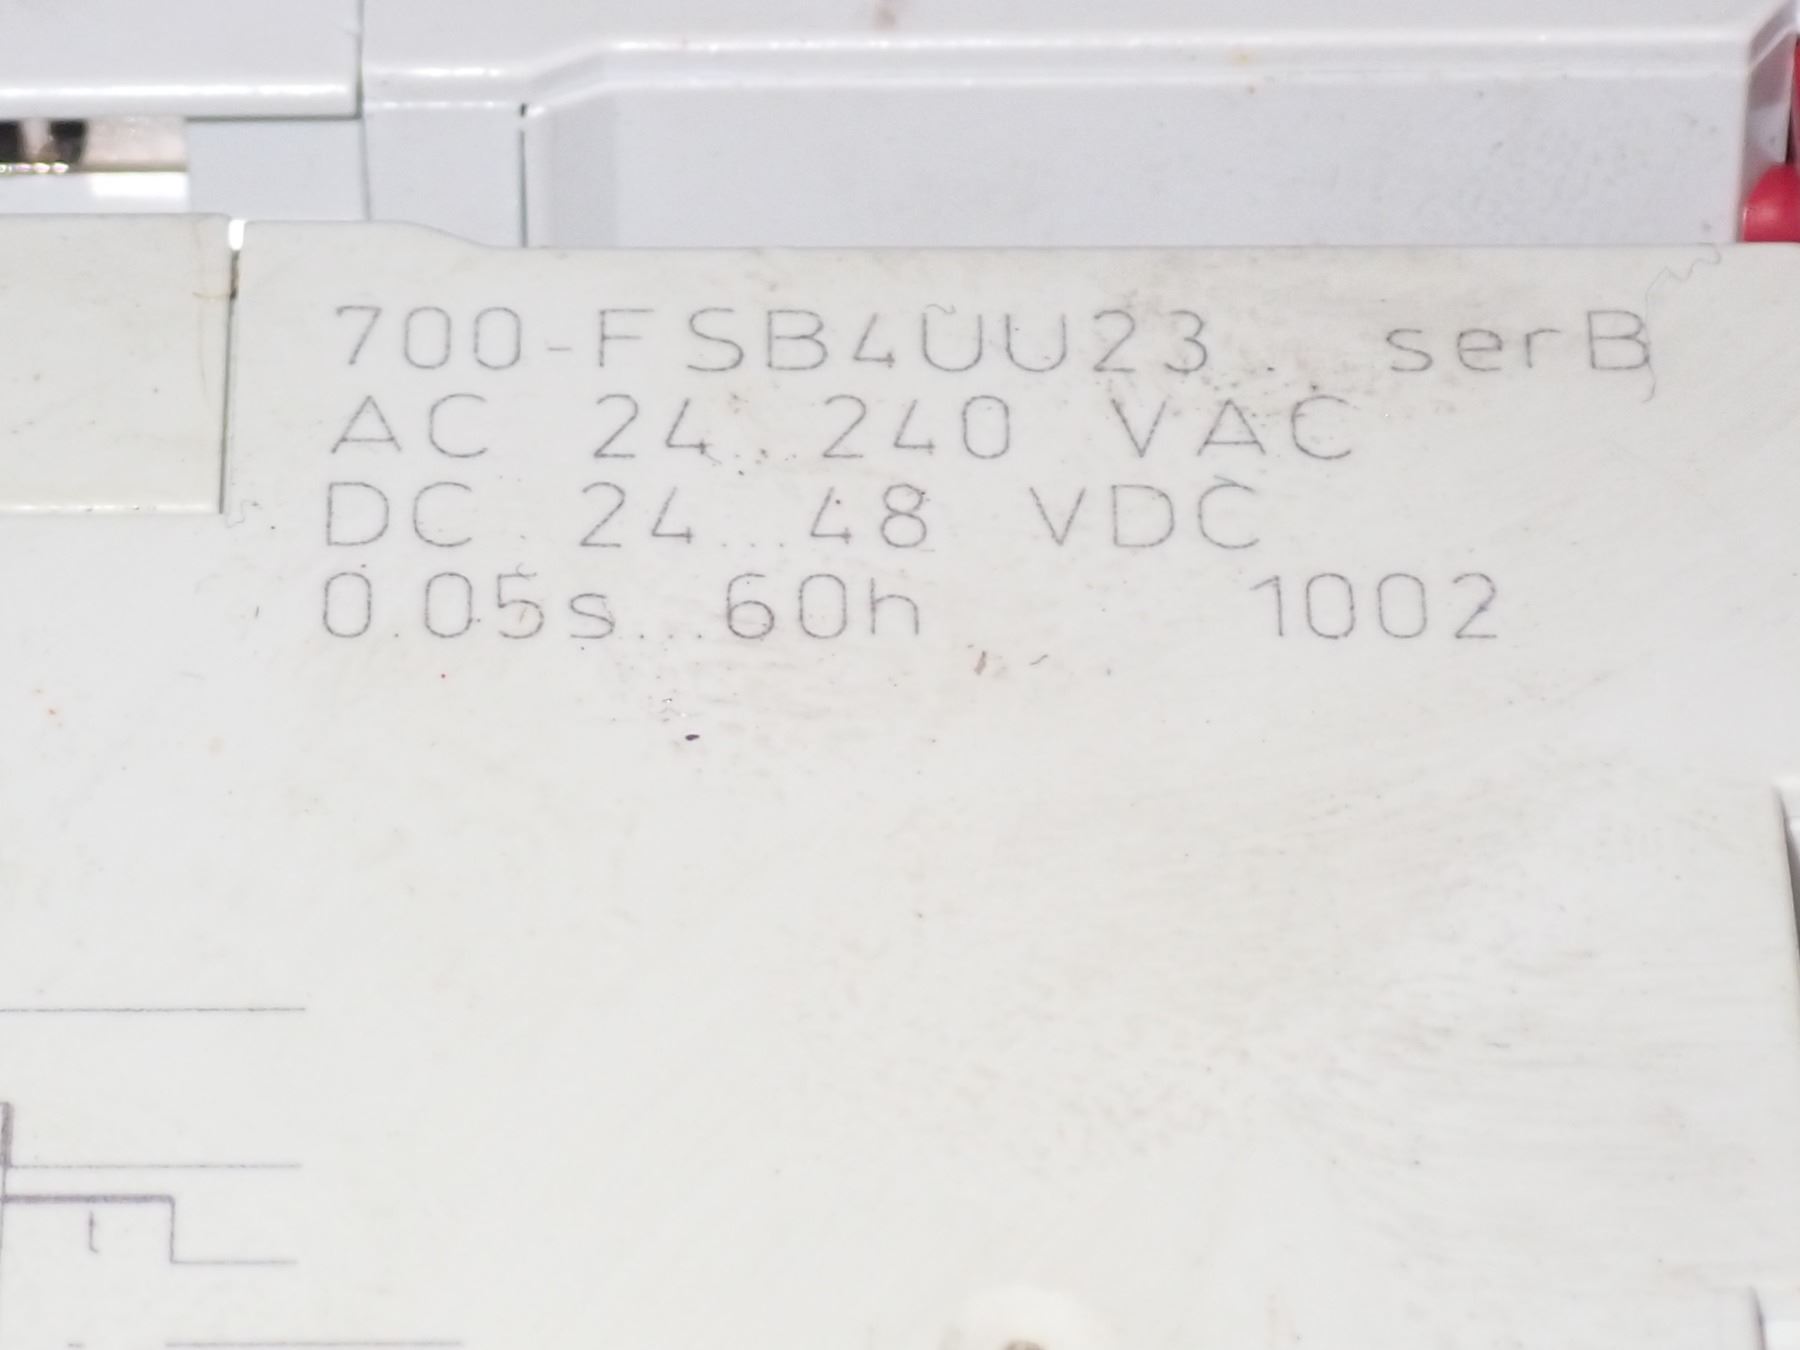 700-FSB4UU23 serB
AC 24...240 VAC
DC 24...48 VDC
0.05s...60h 1002
t